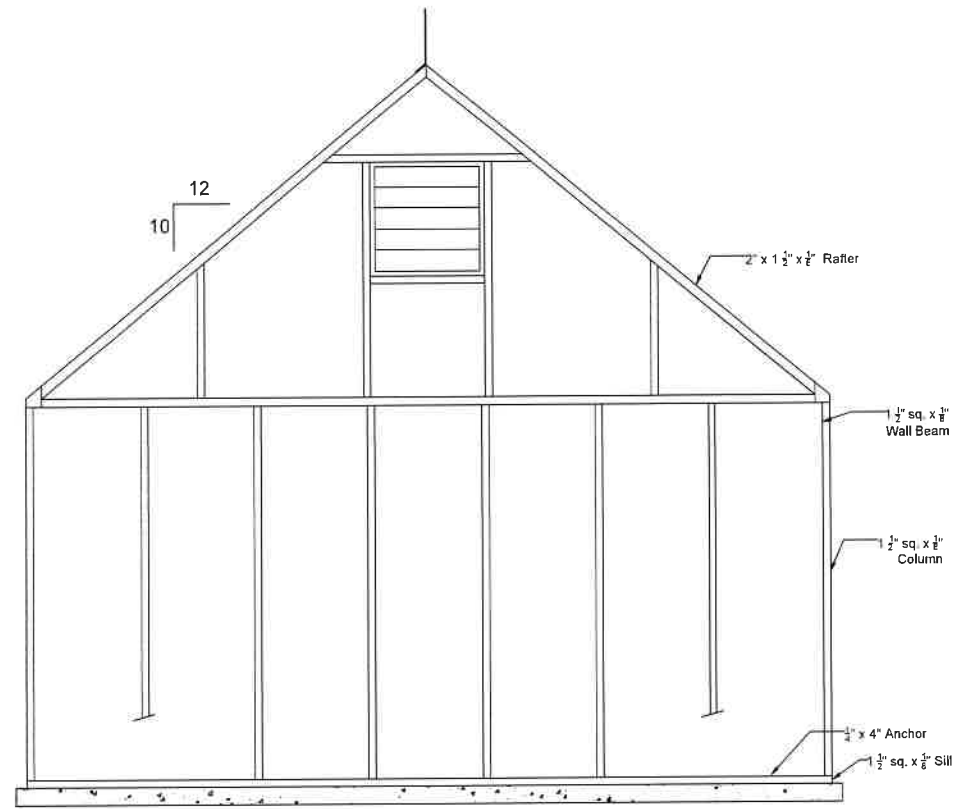 12
10
2" x 1 1/2" x 1/8" Rafter
1 1/2" sq. x 1/8"
Wall Beam
1 1/2" sq. x 1/8"
Column
1/4" x 4" Anchor
1 1/2" sq. x 1/8" Sill